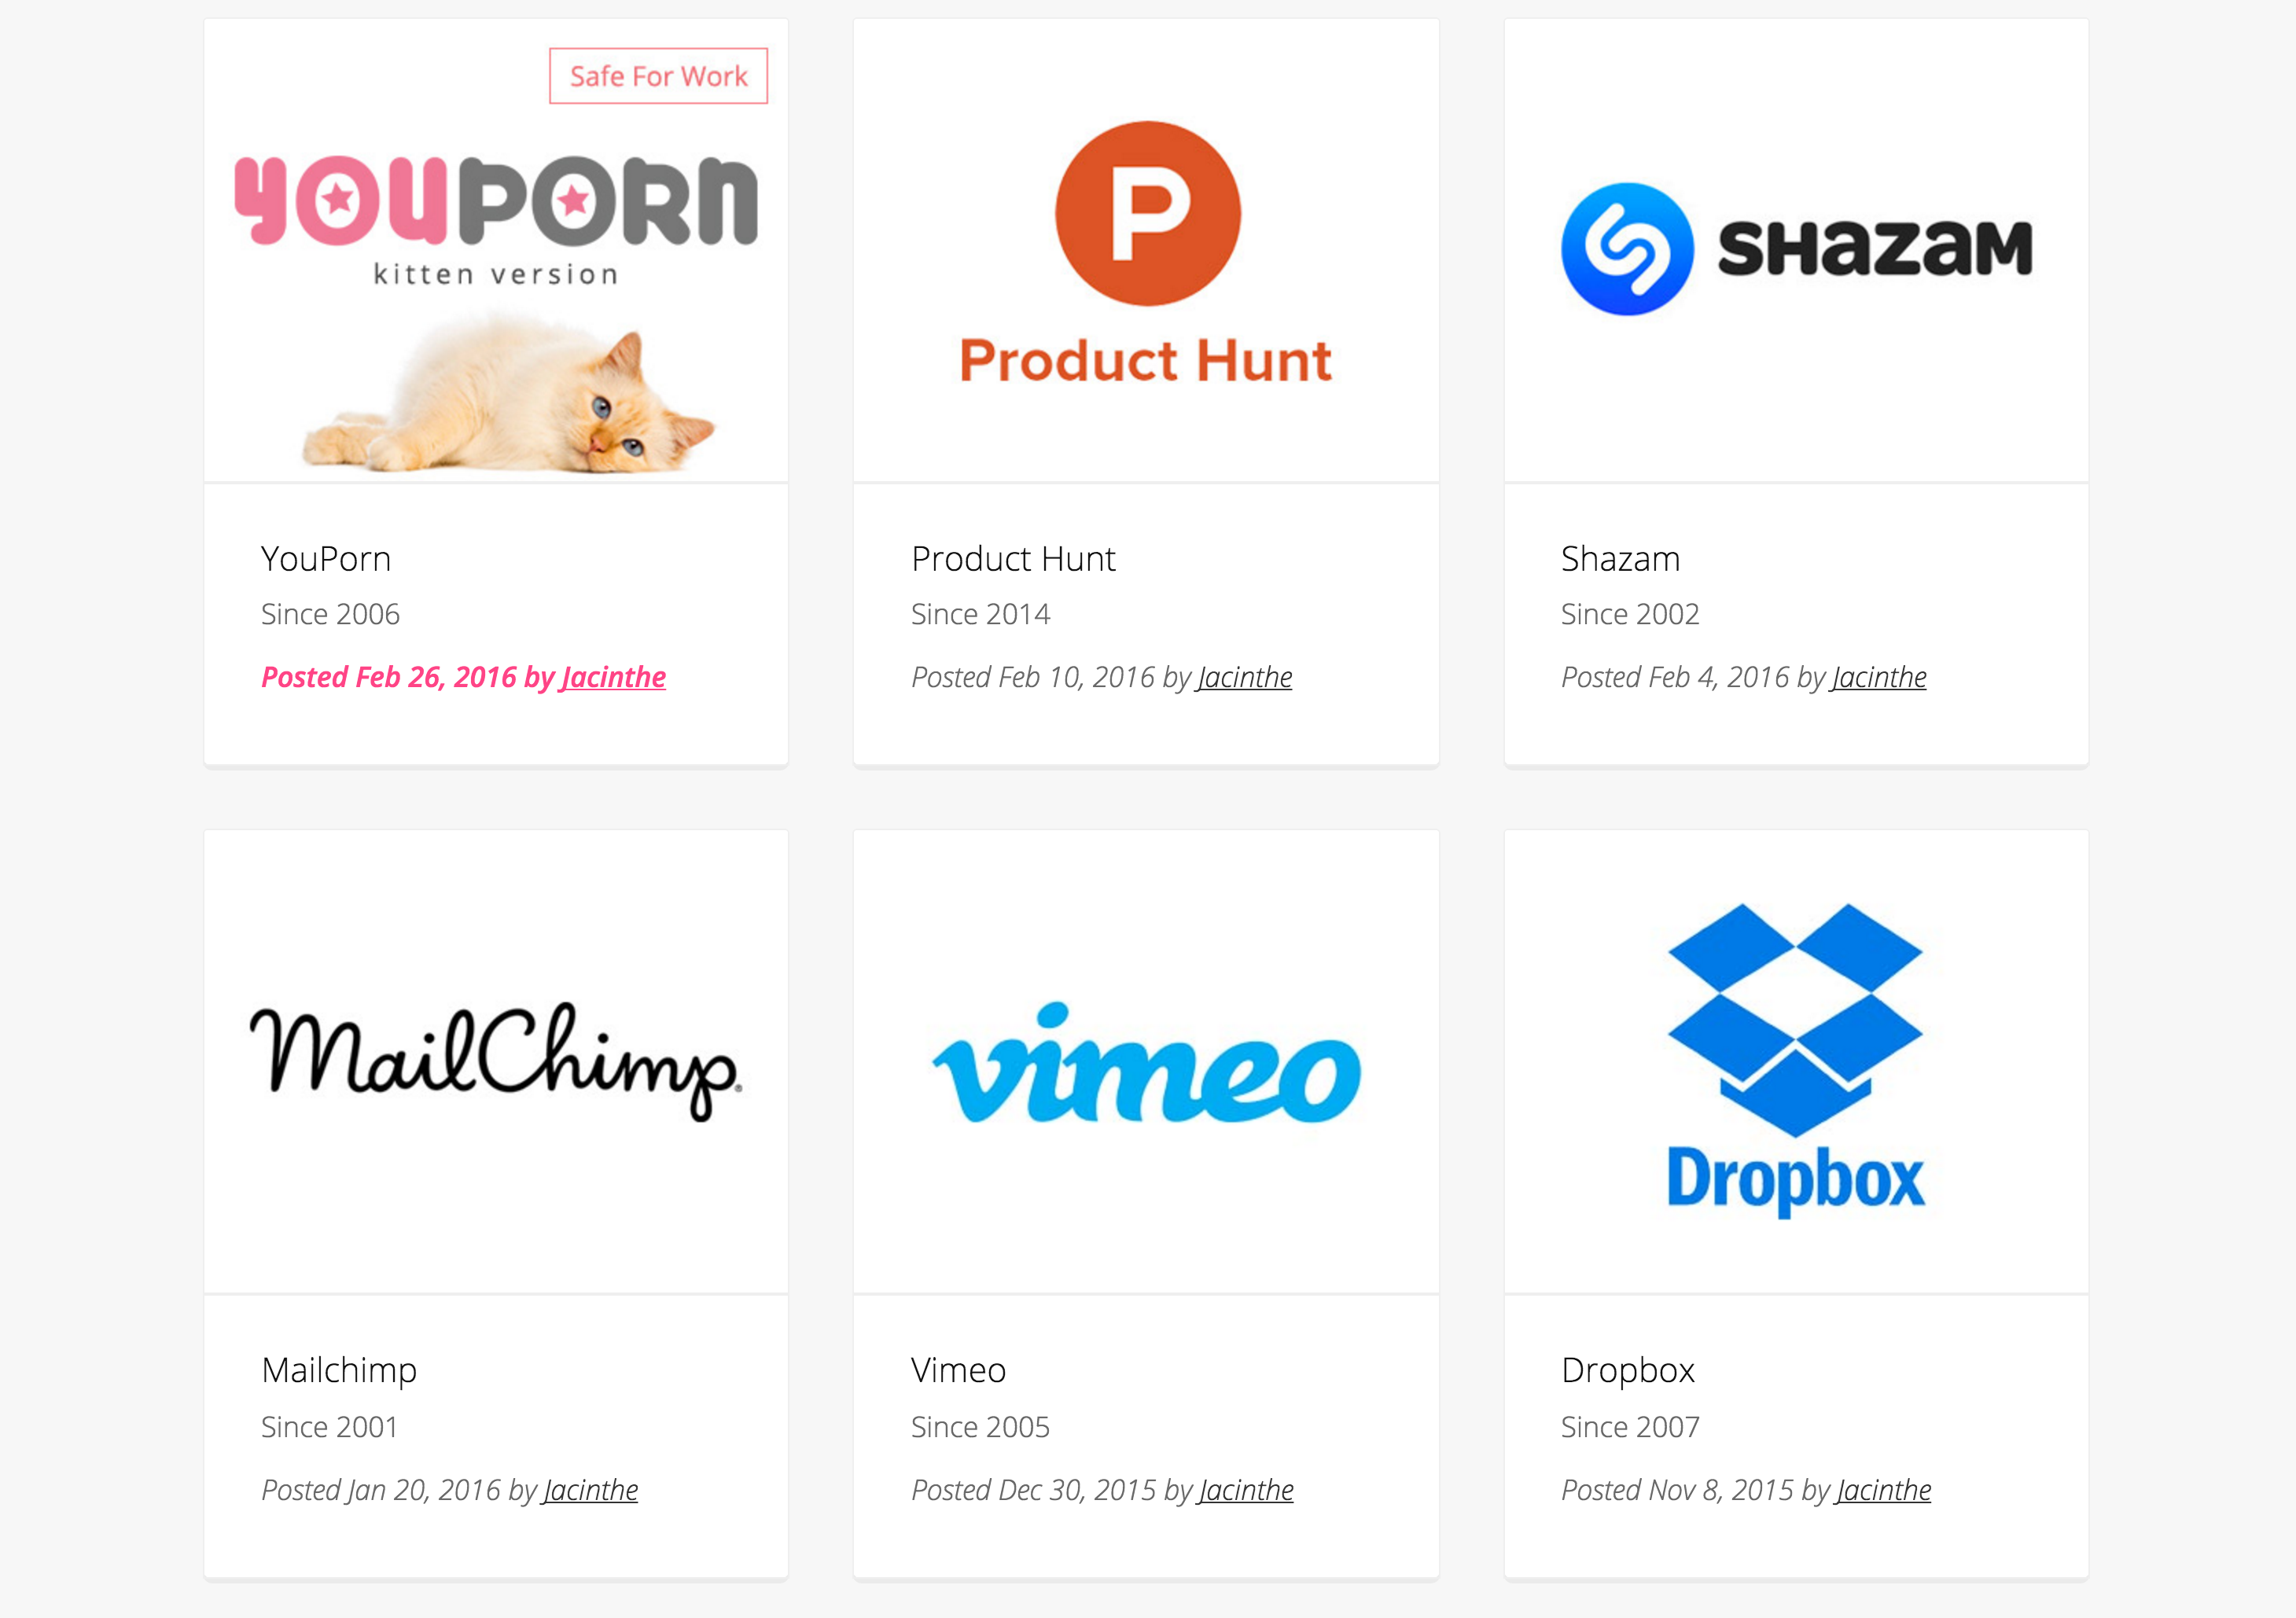 Safe For Work
YOUPORN
kitten version
YouPorn
Since 2006
Posted Feb 26, 2016 by Jacinthe
P
Product Hunt
Product Hunt
Since 2014
Posted Feb 10, 2016 by Jacinthe
SHAZAM
Shazam
Since 2002
Posted Feb 4, 2016 by Jacinthe
MailChimp®
Mailchimp
Since 2001
Posted Jan 20, 2016 by Jacinthe
vimeo
Vimeo
Since 2005
Posted Dec 30, 2015 by Jacinthe
Dropbox
Dropbox
Since 2007
Posted Nov 8, 2015 by Jacinthe